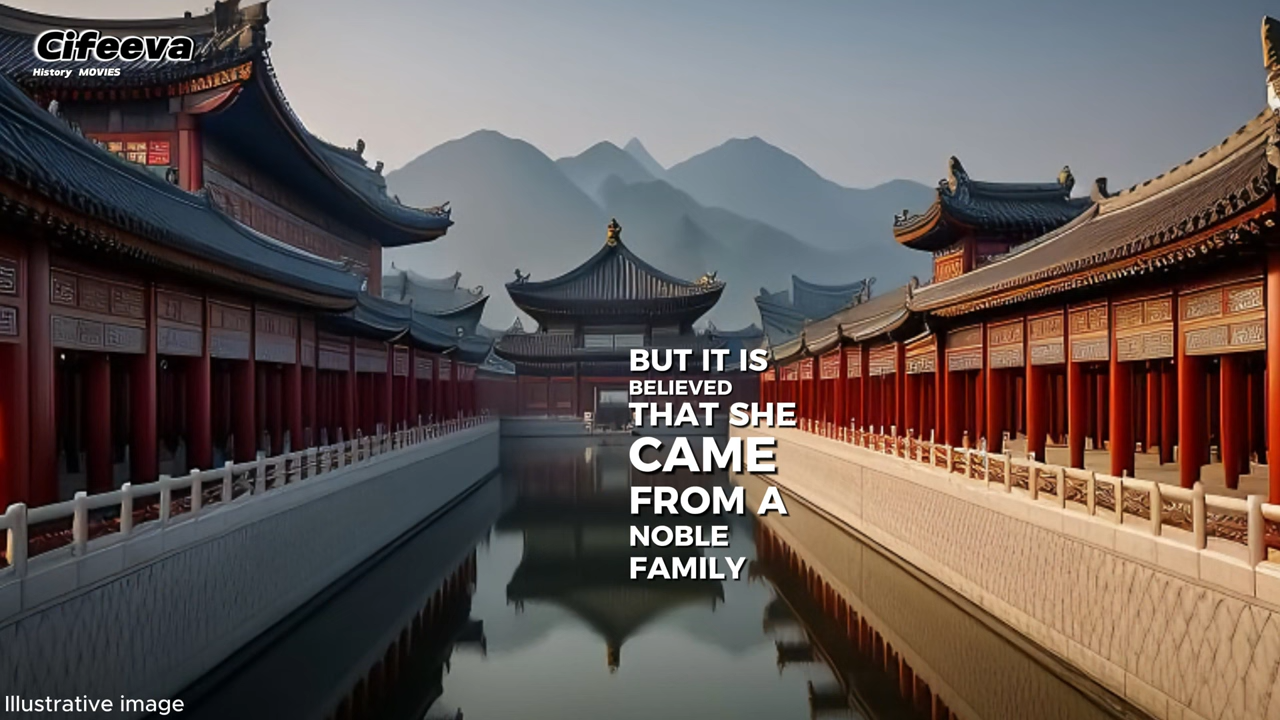 Cifeeva
History MOVIES
BUT IT IS
BELIEVED
THAT SHE
CAME
FROM A
NOBLE
FAMILY
Illustrative image